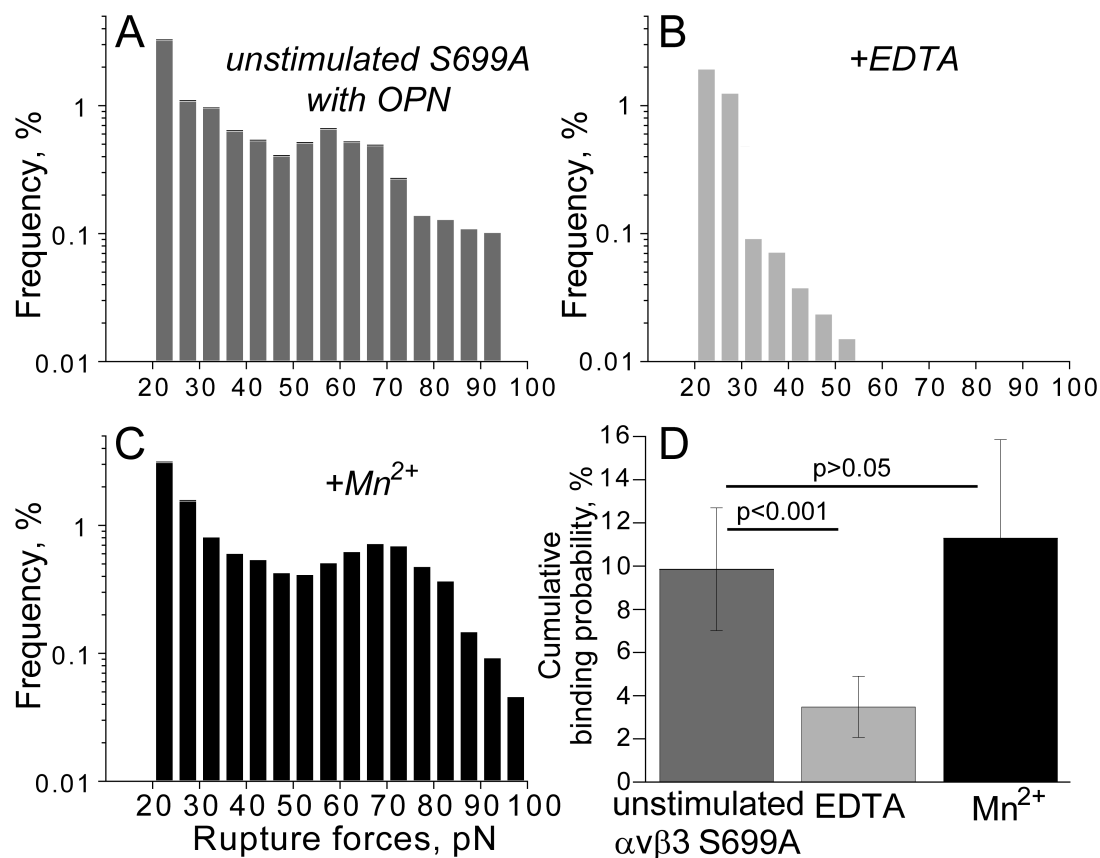 A
unstimulated S699A
with OPN
Frequency, %
1
0.1
0.01
20 30 40 50 60 70 80 90 100
B
+EDTA
Frequency, %
1
0.1
0.01
20 30 40 50 60 70 80 90 100
C
+Mn2+
Frequency, %
1
0.1
0.01
20 30 40 50 60 70 80 90 100
Rupture forces, pN
D
Cumulative
binding probability, %
16
14
12
10
8
6
4
2
0
p>0.05
p<0.001
unstimulated
αvβ3 S699A
EDTA
Mn2+